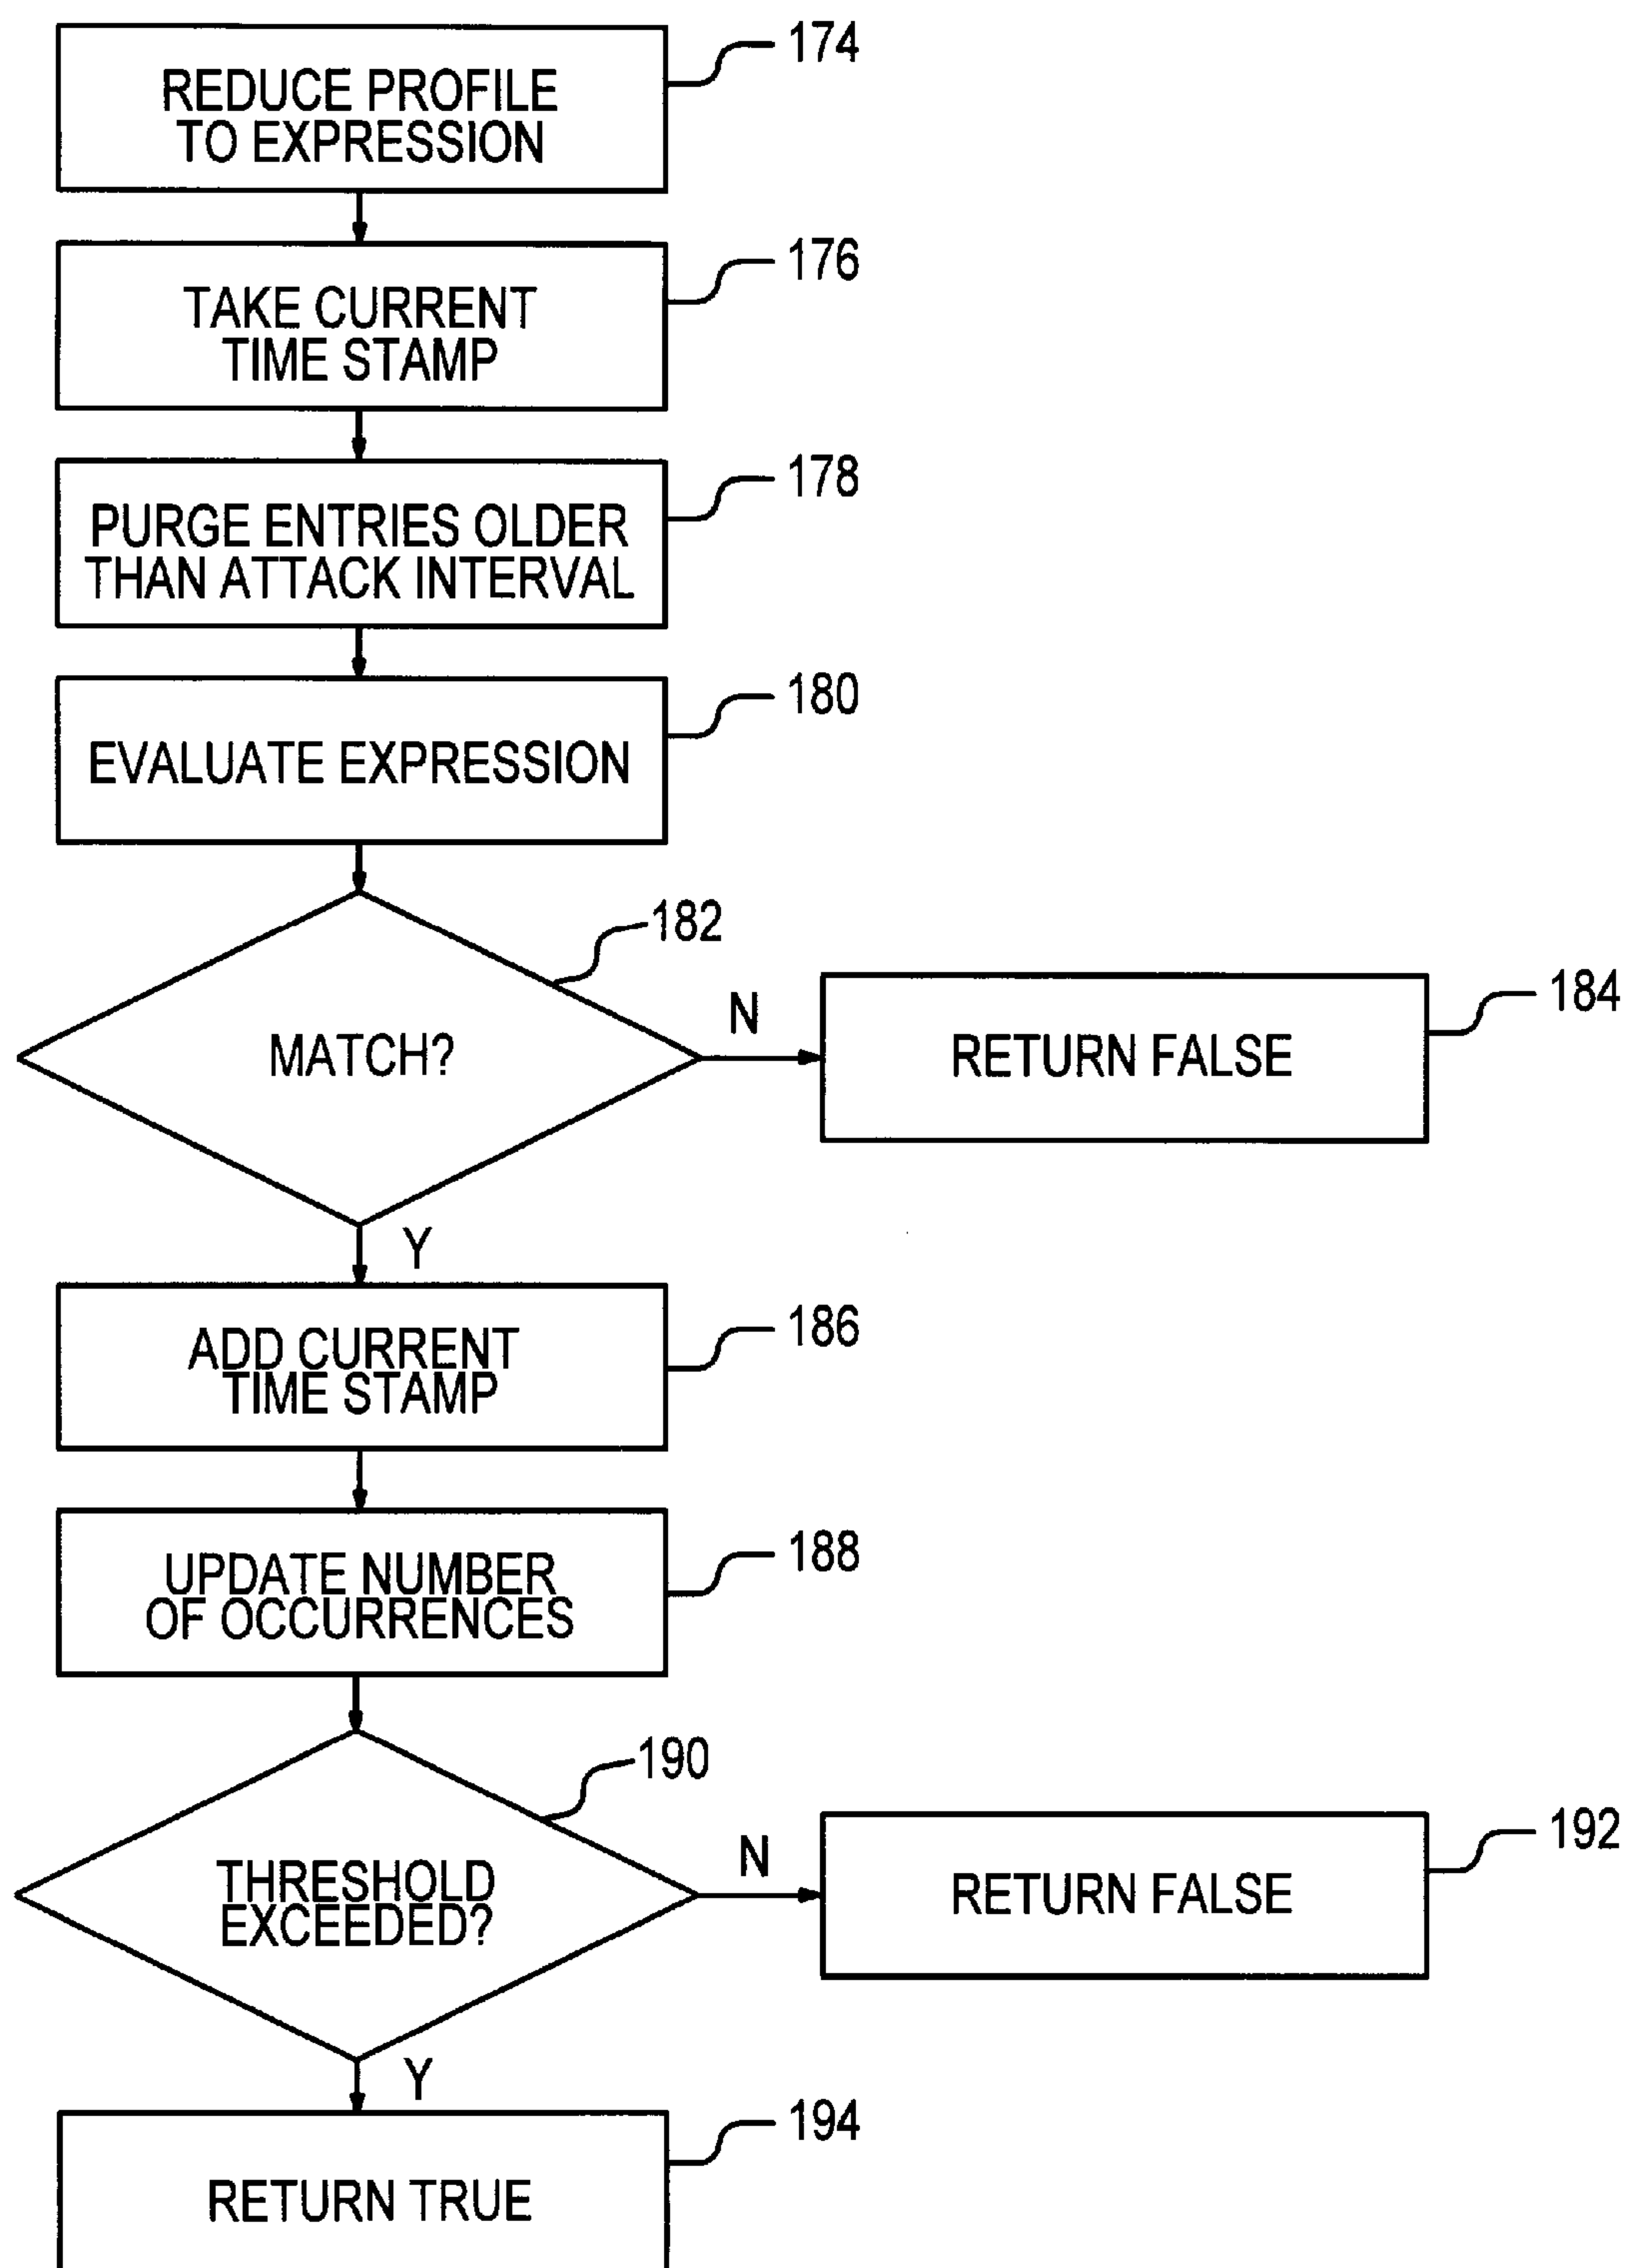 174
REDUCE PROFILE
TO EXPRESSION
176
TAKE CURRENT
TIME STAMP
178
PURGE ENTRIES OLDER
THAN ATTACK INTERVAL
180
EVALUATE EXPRESSION
182
MATCH?
N
184
RETURN FALSE
Y
186
ADD CURRENT
TIME STAMP
188
UPDATE NUMBER
OF OCCURRENCES
190
THRESHOLD
EXCEEDED?
N
192
RETURN FALSE
Y
194
RETURN TRUE